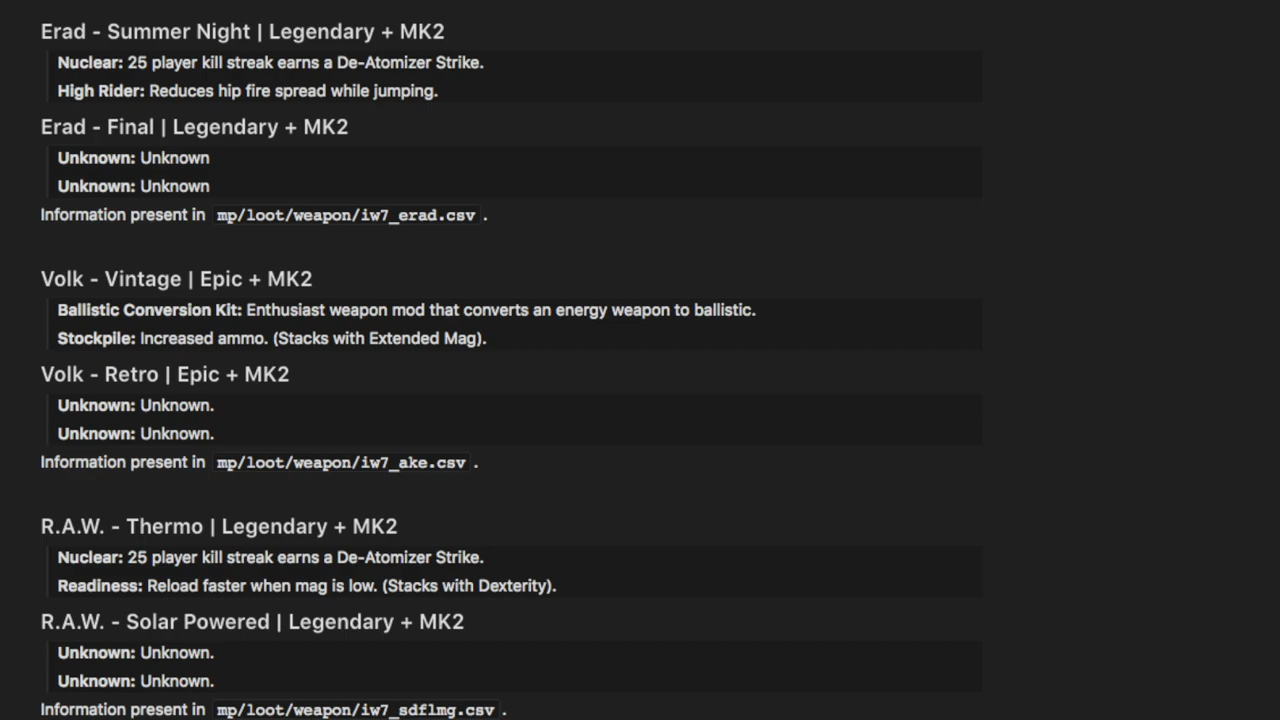 Erad - Summer Night | Legendary + MK2
Nuclear: 25 player kill streak earns a De-Atomizer Strike.
High Rider: Reduces hip fire spread while jumping.
Erad - Final | Legendary + MK2
Unknown: Unknown
Unknown: Unknown
Information present in mp/loot/weapon/iw7_erad.csv .
Volk - Vintage | Epic + MK2
Ballistic Conversion Kit: Enthusiast weapon mod that converts an energy weapon to ballistic.
Stockpile: Increased ammo. (Stacks with Extended Mag).
Volk - Retro | Epic + MK2
Unknown: Unknown.
Unknown: Unknown.
Information present in mp/loot/weapon/iw7_ake.csv .
R.A.W. - Thermo | Legendary + MK2
Nuclear: 25 player kill streak earns a De-Atomizer Strike.
Readiness: Reload faster when mag is low. (Stacks with Dexterity).
R.A.W. - Solar Powered | Legendary + MK2
Unknown: Unknown.
Unknown: Unknown.
Information present in mp/loot/weapon/iw7_sdflmg.csv .